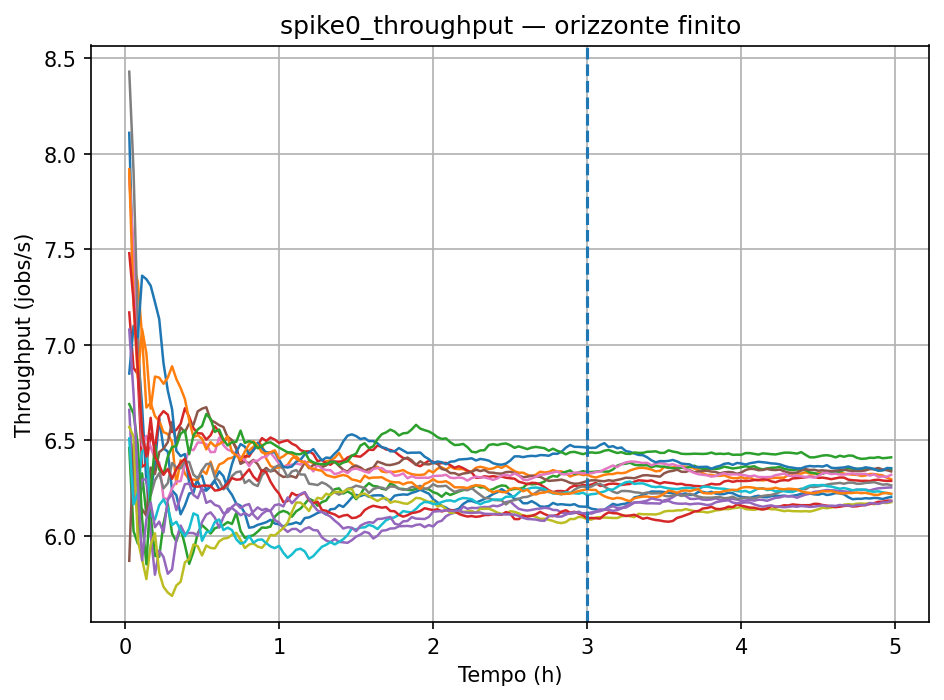 spike0_throughput — orizzonte finito
8.5
8.0
7.5
7.0
6.5
6.0
Throughput (jobs/s)
0 1 2 3 4 5
Tempo (h)